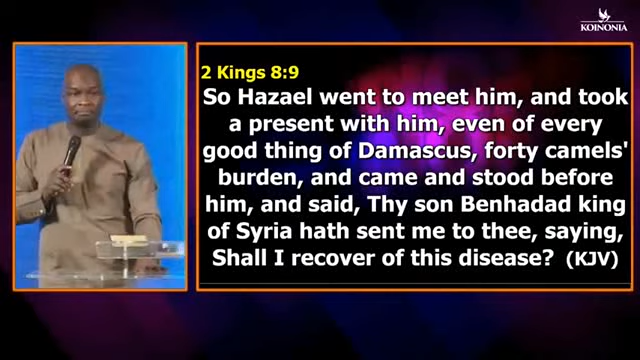 KOINONIA
2 Kings 8:9
So Hazael went to meet him, and took
a present with him, even of every
good thing of Damascus, forty camels'
burden, and came and stood before
him, and said, Thy son Benhadad king
of Syria hath sent me to thee, saying,
Shall I recover of this disease? (KJV)